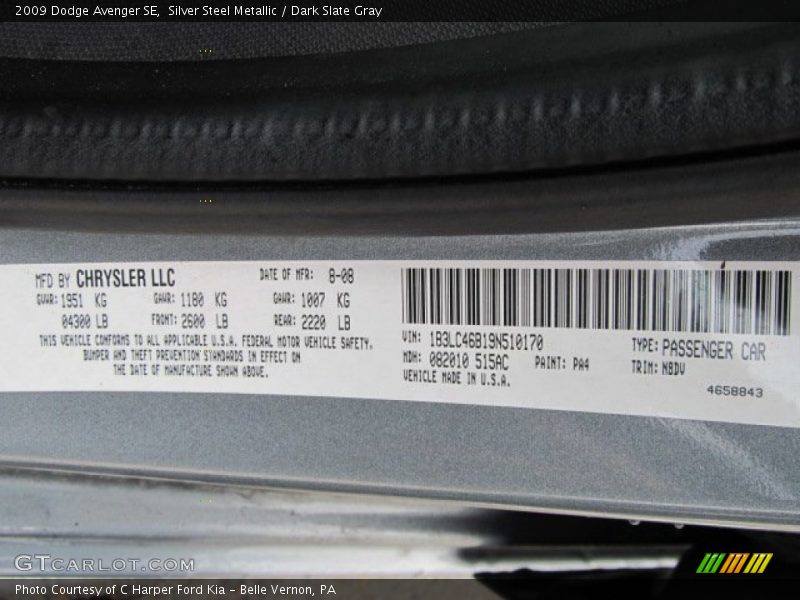 2009 Dodge Avenger SE,  Silver Steel Metallic / Dark Slate Gray
MFD BY CHRYSLER LLC DATE OF MFR: 8-08
GVWR: 1951 KG GAWR: 1180 KG GAWR: 1007 KG
04300 LB FRONT: 2600 LB REAR: 2220 LB
THIS VEHICLE CONFORMS TO ALL APPLICABLE U.S.A. FEDERAL MOTOR VEHICLE SAFETY,
BUMPER AND THEFT PREVENTION STANDARDS IN EFFECT ON
THE DATE OF MANUFACTURE SHOWN ABOVE.
VIN: 1B3LC46B19N510170 TYPE: PASSENGER CAR
MDH: 082010 515AC PAINT: PA4 TRIM: N8DV
VEHICLE MADE IN U.S.A.
4658843
GTCARLOT.COM
Photo Courtesy of C Harper Ford Kia – Belle Vernon, PA